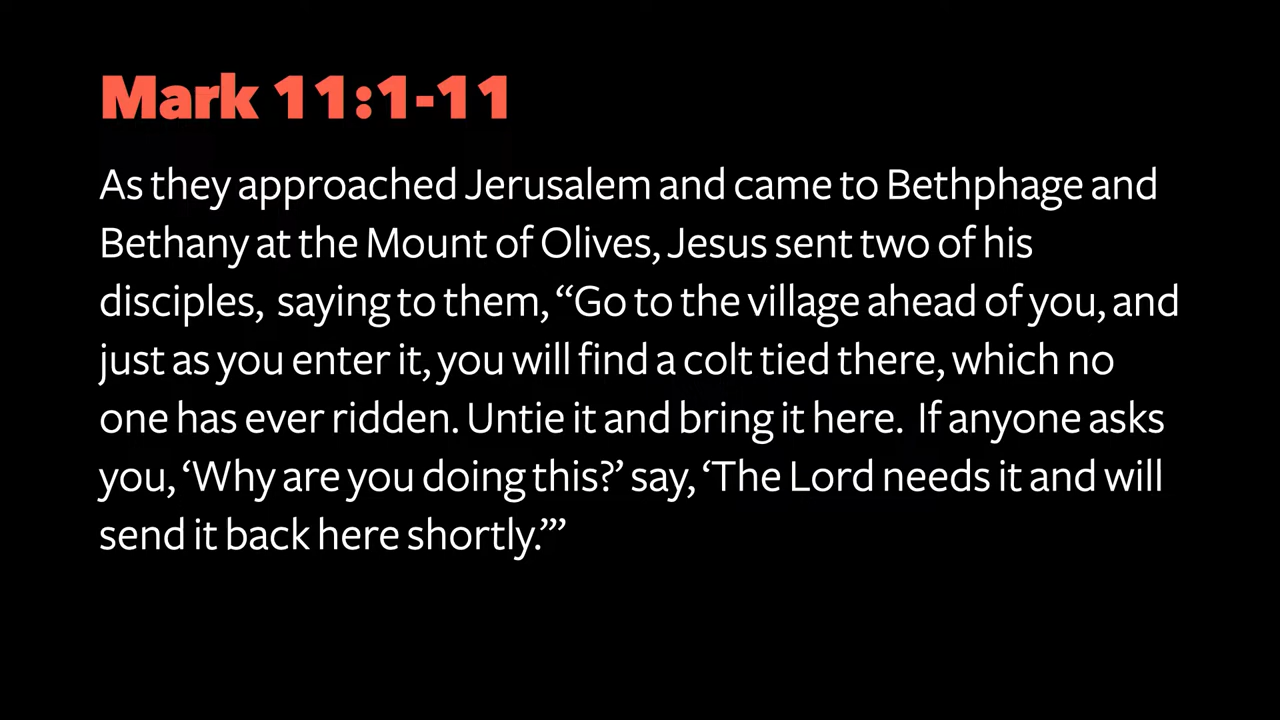 Mark 11:1-11
As they approached Jerusalem and came to Bethphage and
Bethany at the Mount of Olives, Jesus sent two of his
disciples,  saying to them, “Go to the village ahead of you, and
just as you enter it, you will find a colt tied there, which no
one has ever ridden. Untie it and bring it here.  If anyone asks
you, ‘Why are you doing this?’ say, ‘The Lord needs it and will
send it back here shortly.’”